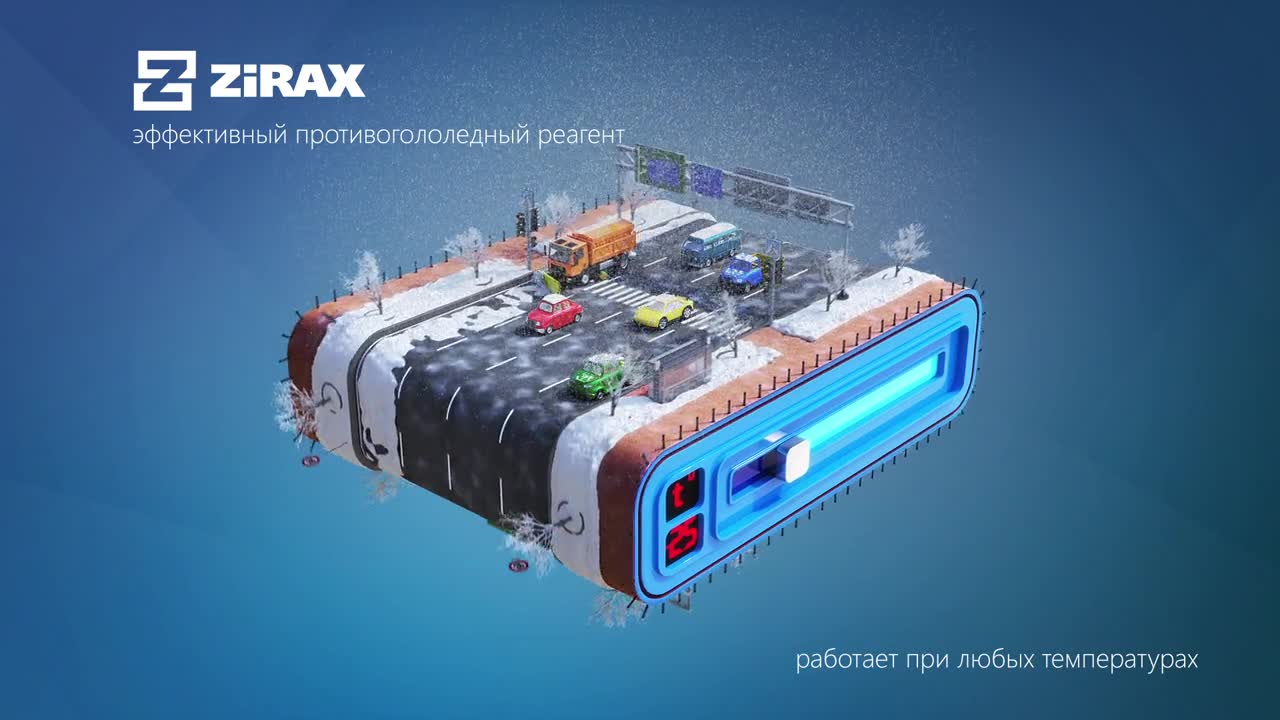 ZiRAX
эффективный противогололедный реагент
t°
25
работает при любых температурах